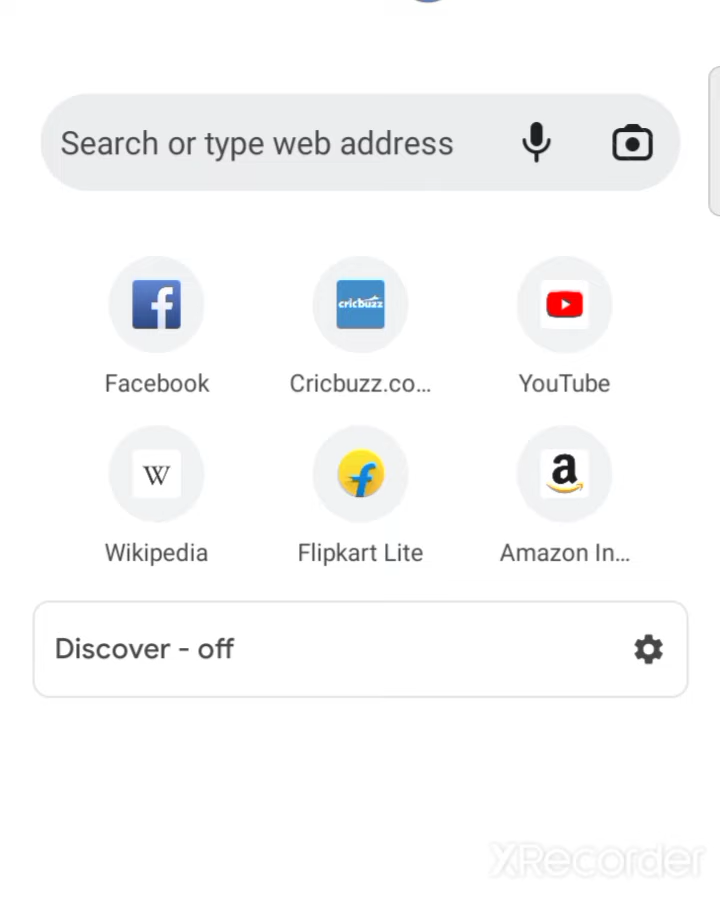 Search or type web address
cricbuzz
Facebook
Cricbuzz.co...
YouTube
W
a
Wikipedia
Flipkart Lite
Amazon In...
Discover - off
XRecorder